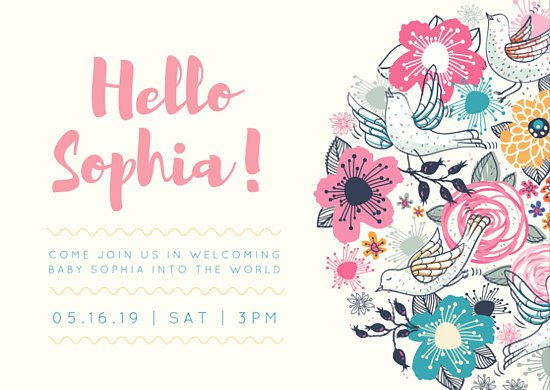 Hello
Sophia!
COME JOIN US IN WELCOMING
BABY SOPHIA INTO THE WORLD
05.16.19 | SAT | 3PM